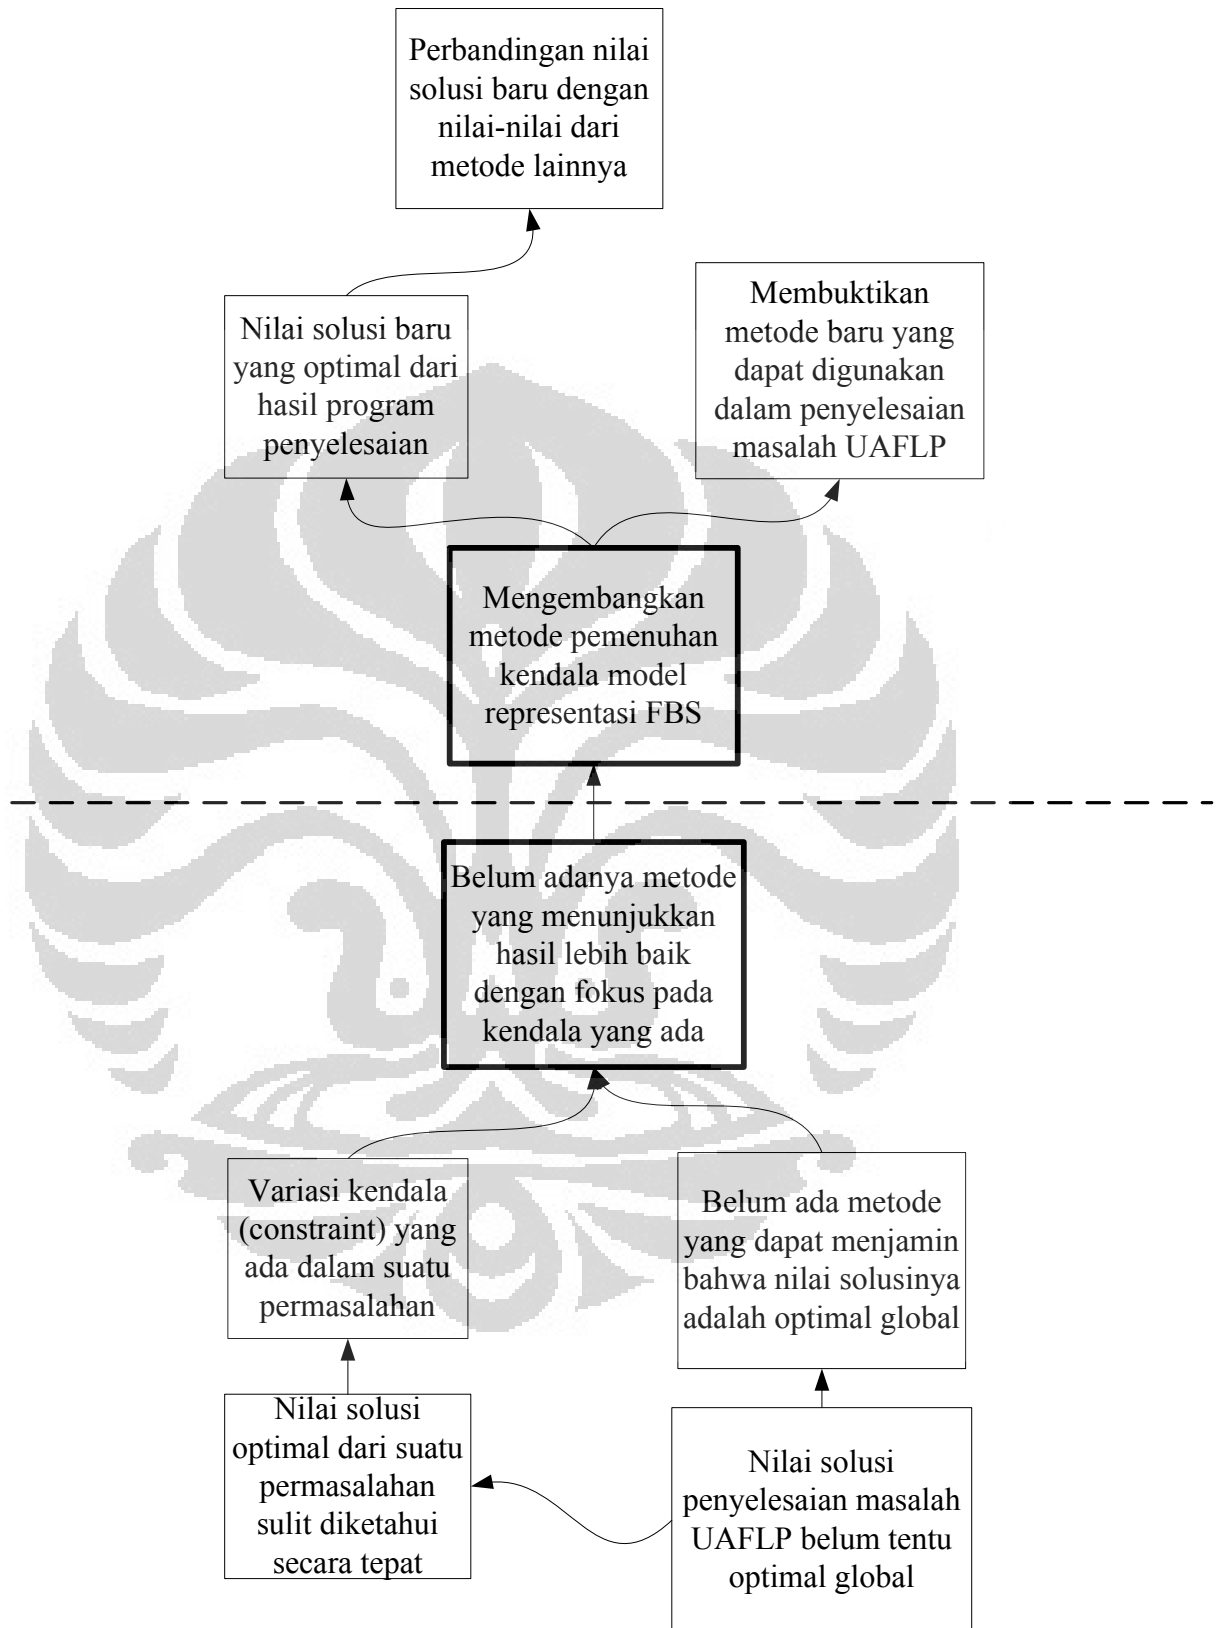 Perbandingan nilai
solusi baru dengan
nilai-nilai dari
metode lainnya
Nilai solusi baru
yang optimal dari
hasil program
penyelesaian
Membuktikan
metode baru yang
dapat digunakan
dalam penyelesaian
masalah UAFLP
Mengembangkan
metode pemenuhan
kendala model
representasi FBS
Belum adanya metode
yang menunjukkan
hasil lebih baik
dengan fokus pada
kendala yang ada
Variasi kendala
(constraint) yang
ada dalam suatu
permasalahan
Belum ada metode
yang dapat menjamin
bahwa nilai solusinya
adalah optimal global
Nilai solusi
optimal dari suatu
permasalahan
sulit diketahui
secara tepat
Nilai solusi
penyelesaian masalah
UAFLP belum tentu
optimal global